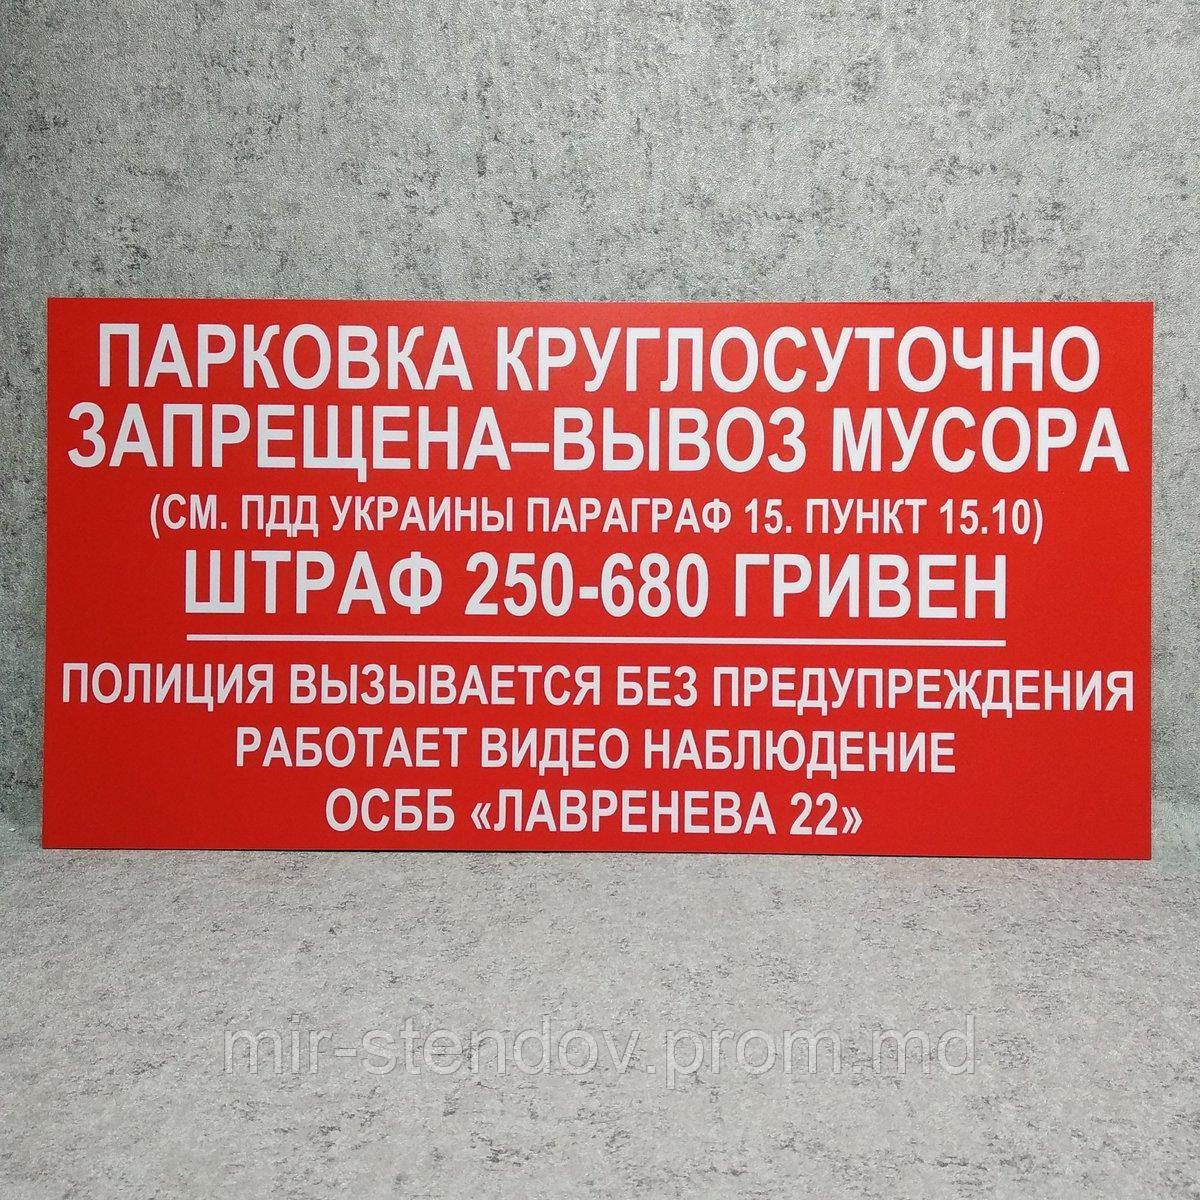 ПАРКОВКА КРУГЛОСУТОЧНО
ЗАПРЕЩЕНА–ВЫВОЗ МУСОРА
(СМ. ПДД УКРАИНЫ ПАРАГРАФ 15. ПУНКТ 15.10)
ШТРАФ 250-680 ГРИВЕН
ПОЛИЦИЯ ВЫЗЫВАЕТСЯ БЕЗ ПРЕДУПРЕЖДЕНИЯ
РАБОТАЕТ ВИДЕО НАБЛЮДЕНИЕ
ОСББ «ЛАВРЕНЕВА 22»
mir-stendov.prom.md